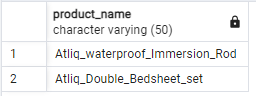 product_name
character varying (50)
1 Atliq_waterproof_Immersion_Rod
2 Atliq_Double_Bedsheet_set